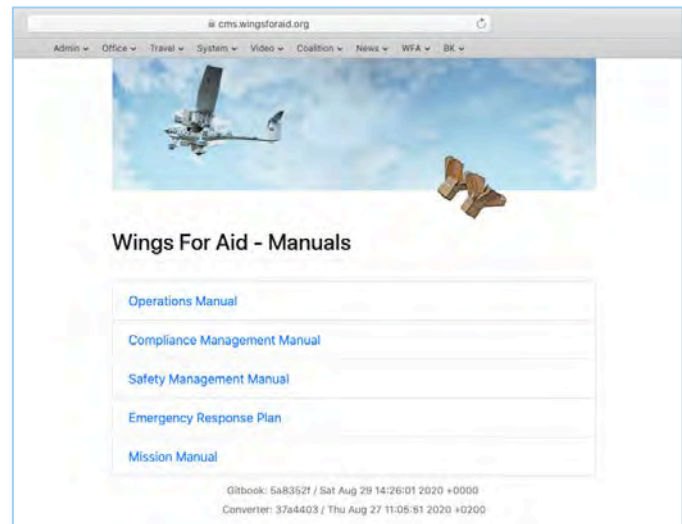 cms.wingsforaid.org
Admin Office Travel System Video Coalition News WFA BK
Wings For Aid - Manuals
Operations Manual
Compliance Management Manual
Safety Management Manual
Emergency Response Plan
Mission Manual
Gitbook: 5a8352f / Sat Aug 29 14:26:01 2020 +0000
Converter: 37a4403 / Thu Aug 27 11:05:51 2020 +0200